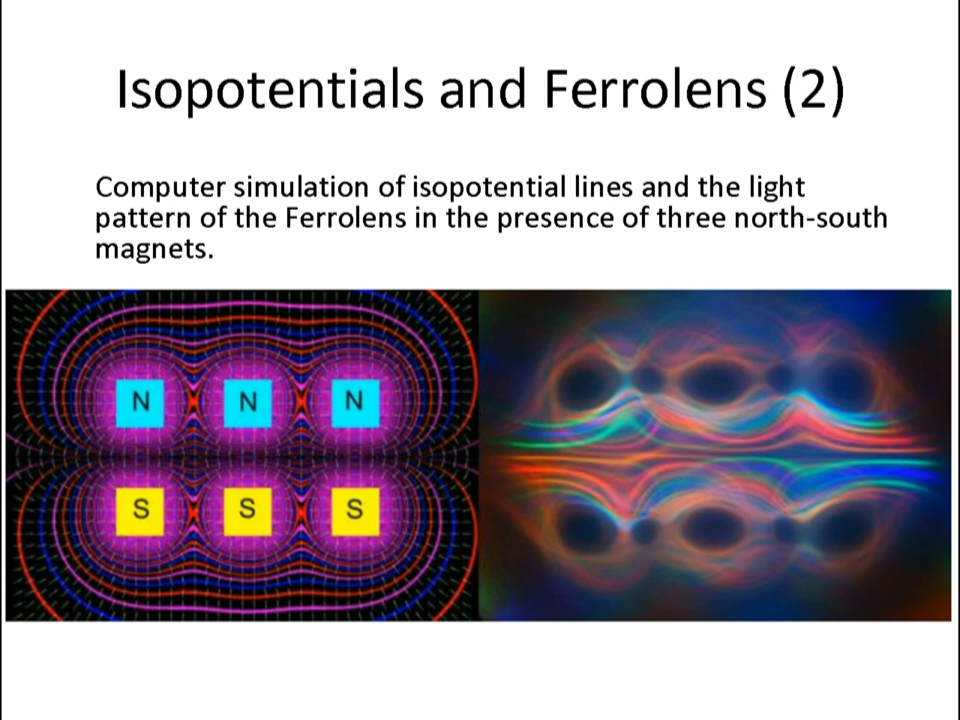 Isopotentials and Ferrolens (2)
Computer simulation of isopotential lines and the light
pattern of the Ferrolens in the presence of three north-south
magnets.
N N N
S S S